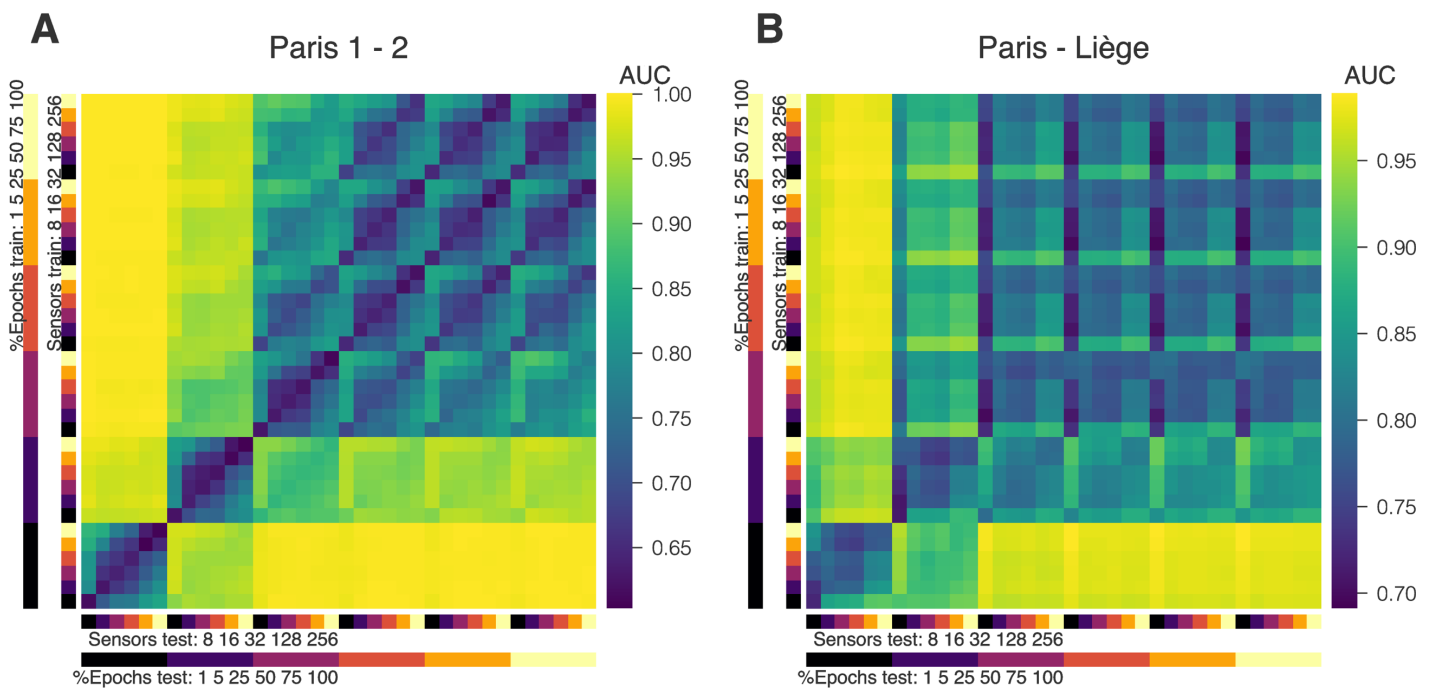 A
Paris 1 - 2
AUC
%Epochs train: 1 5 25 50 75 100
Sensors train: 8 16 32 128 256
1.00
0.95
0.90
0.85
0.80
0.75
0.70
0.65
Sensors test: 8 16 32 128 256
%Epochs test: 1 5 25 50 75 100
B
Paris - Liège
AUC
%Epochs train: 1 5 25 50 75 100
Sensors train: 8 16 32 128 256
0.95
0.90
0.85
0.80
0.75
0.70
Sensors test: 8 16 32 128 256
%Epochs test: 1 5 25 50 75 100